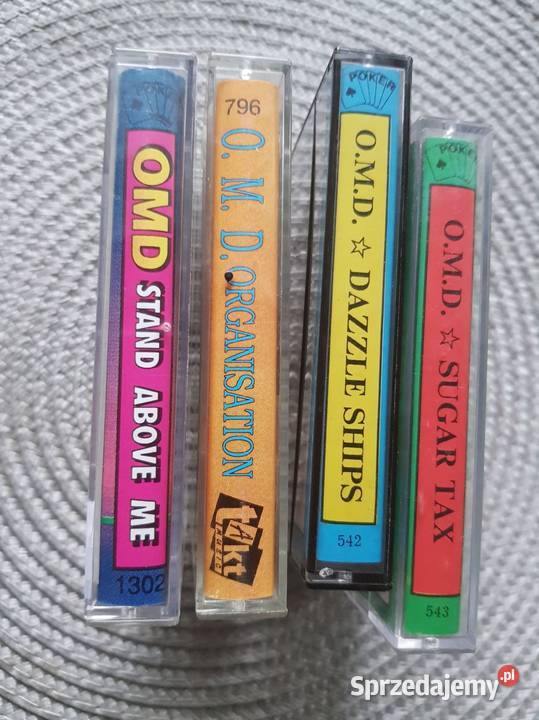 POKER
OMD STAND ABOVE ME
1302
796
O. M. D. ORGANISATION
tAkt
MUSIC
POKER
O.M.D. ☆ DAZZLE SHIPS
542
POKER
O.M.D. ☆ SUGAR TAX
543
Sprzedajemy.pl